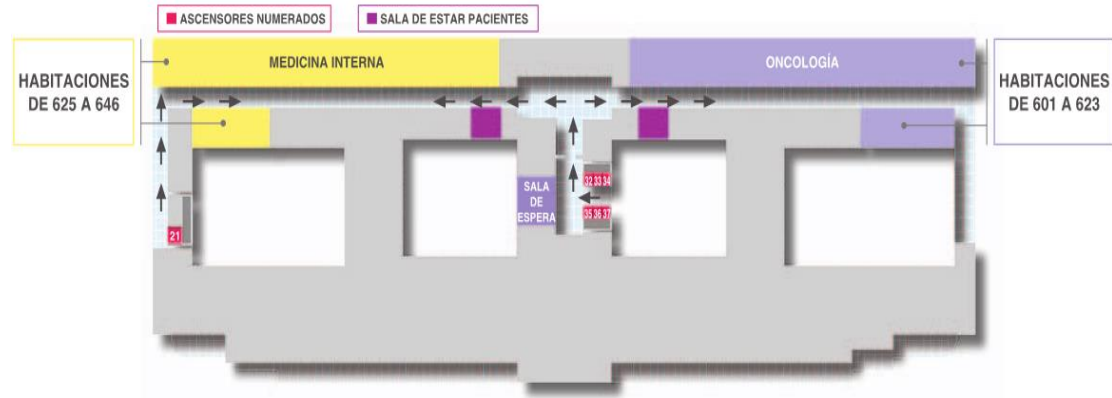 ASCENSORES NUMERADOS
SALA DE ESTAR PACIENTES
HABITACIONES
DE 625 A 646
MEDICINA INTERNA
ONCOLOGÍA
HABITACIONES
DE 601 A 623
32 33 34
SALA
DE
ESPERA
35 36 37
21